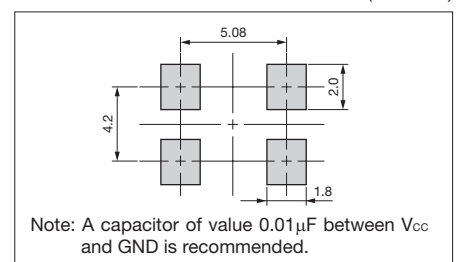 5.08
2.0
4.2
1.8
Note: A capacitor of value 0.01μF between Vcc
and GND is recommended.